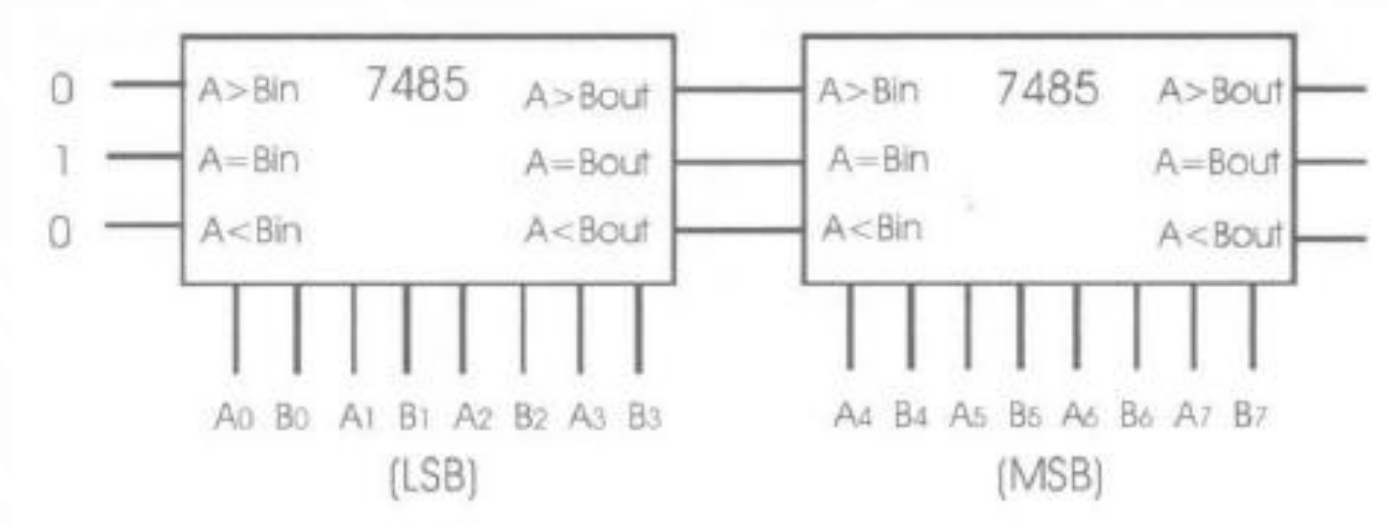 0 A>Bin 7485 A>Bout A>Bin 7485 A>Bout
1 A=Bin A=Bout A=Bin A=Bout
0 A<Bin A<Bout A<Bin A<Bout
A0 B0 A1 B1 A2 B2 A3 B3 A4 B4 A5 B5 A6 B6 A7 B7
(LSB) (MSB)